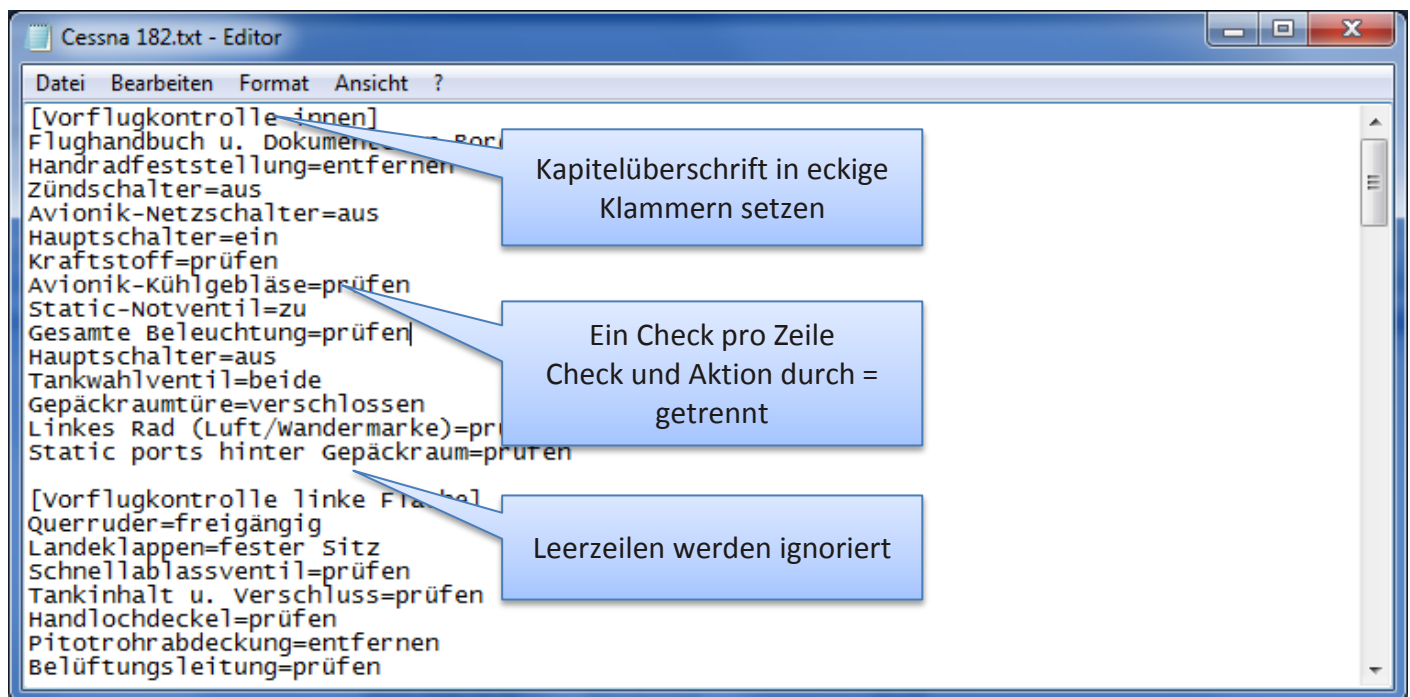 Cessna 182.txt - Editor
Datei Bearbeiten Format Ansicht ?
[Vorflugkontrolle innen]
Flughandbuch u.
Handradfeststellung=entfernen
Zündschalter=aus
Avionik-Netzschalter=aus
Hauptschalter=ein
Kraftstoff=prüfen
Avionik-Kühlgebläse=prüfen
Static-Notventil=zu
Gesamte Beleuchtung=prüfen
Hauptschalter=aus
Tankwahlventil=beide
Gepäckraumtüre=verschlossen
Linkes Rad (Luft/Wandermarke)=
Static ports hinter Gepäckraum=prüfen
[Vorflugkontrolle linke
Querruder=freigängig
Landeklappen=fester Sitz
Schnellablassventil=prüfen
Tankinhalt u. Verschluss=prüfen
Handlochdeckel=prüfen
Pitotrohrabdeckung=entfernen
Belüftungsleitung=prüfen
Kapitelüberschrift in eckige
Klammern setzen
Ein Check pro Zeile
Check und Aktion durch =
getrennt
Leerzeilen werden ignoriert